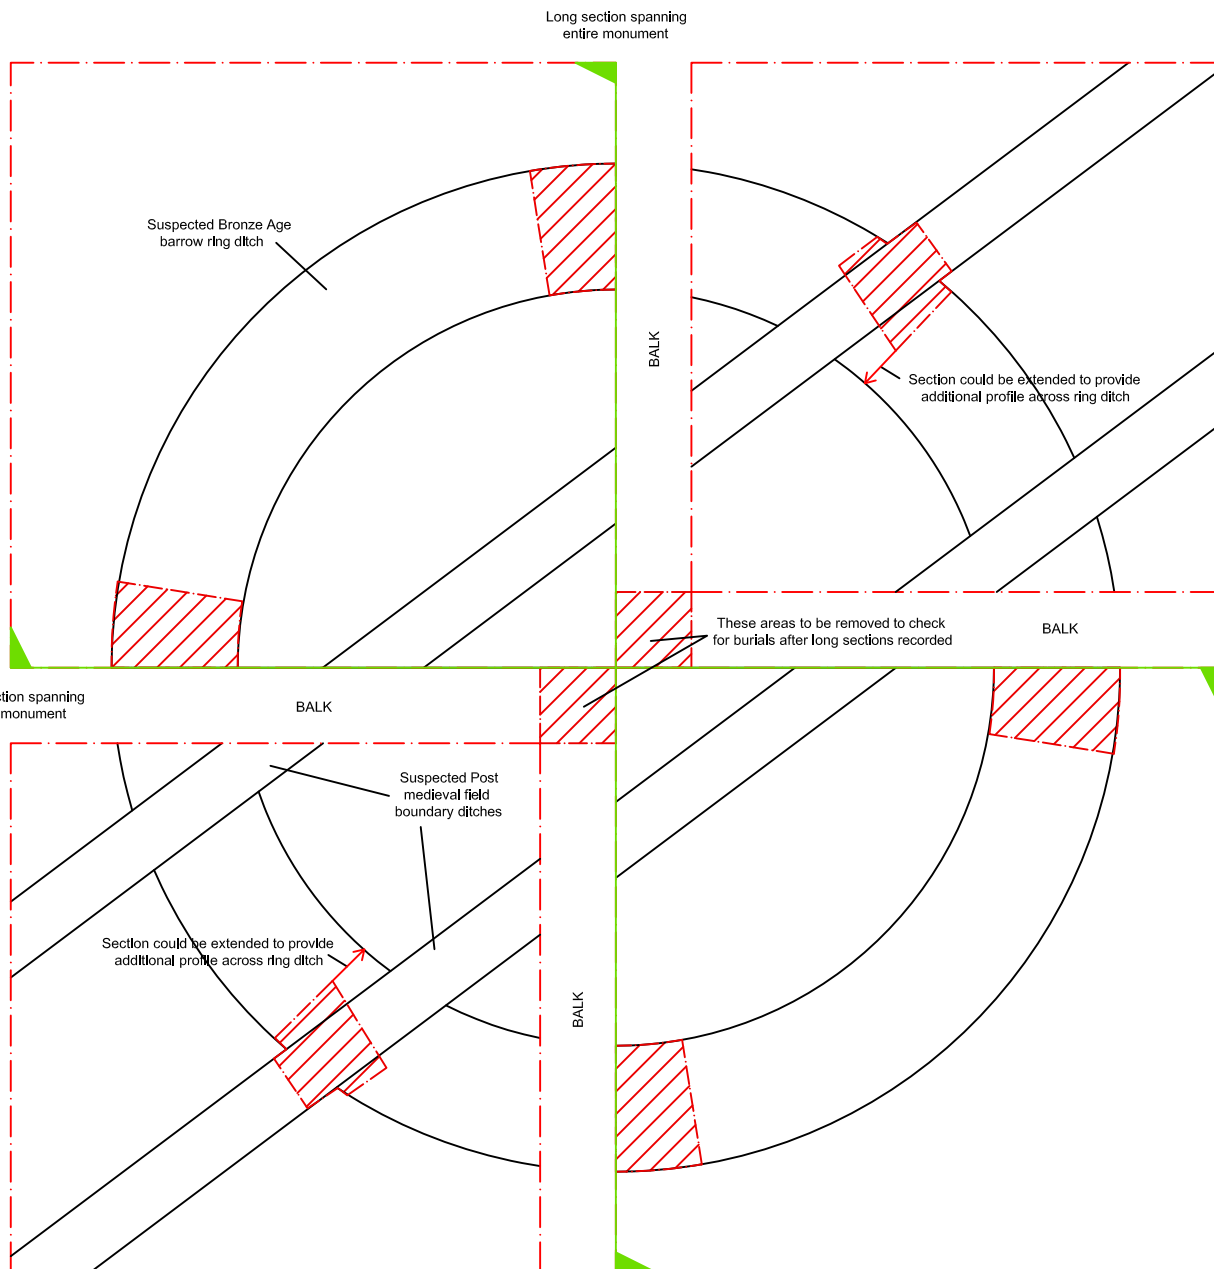 Long section spanning
entire monument
Suspected Bronze Age
barrow ring ditch
BALK
Section could be extended to provide
additional profile across ring ditch
These areas to be removed to check
for burials after long sections recorded
BALK
spanning
monument
BALK
Suspected Post
medieval field
boundary ditches
Section could be extended to provide
additional profile across ring ditch
BALK